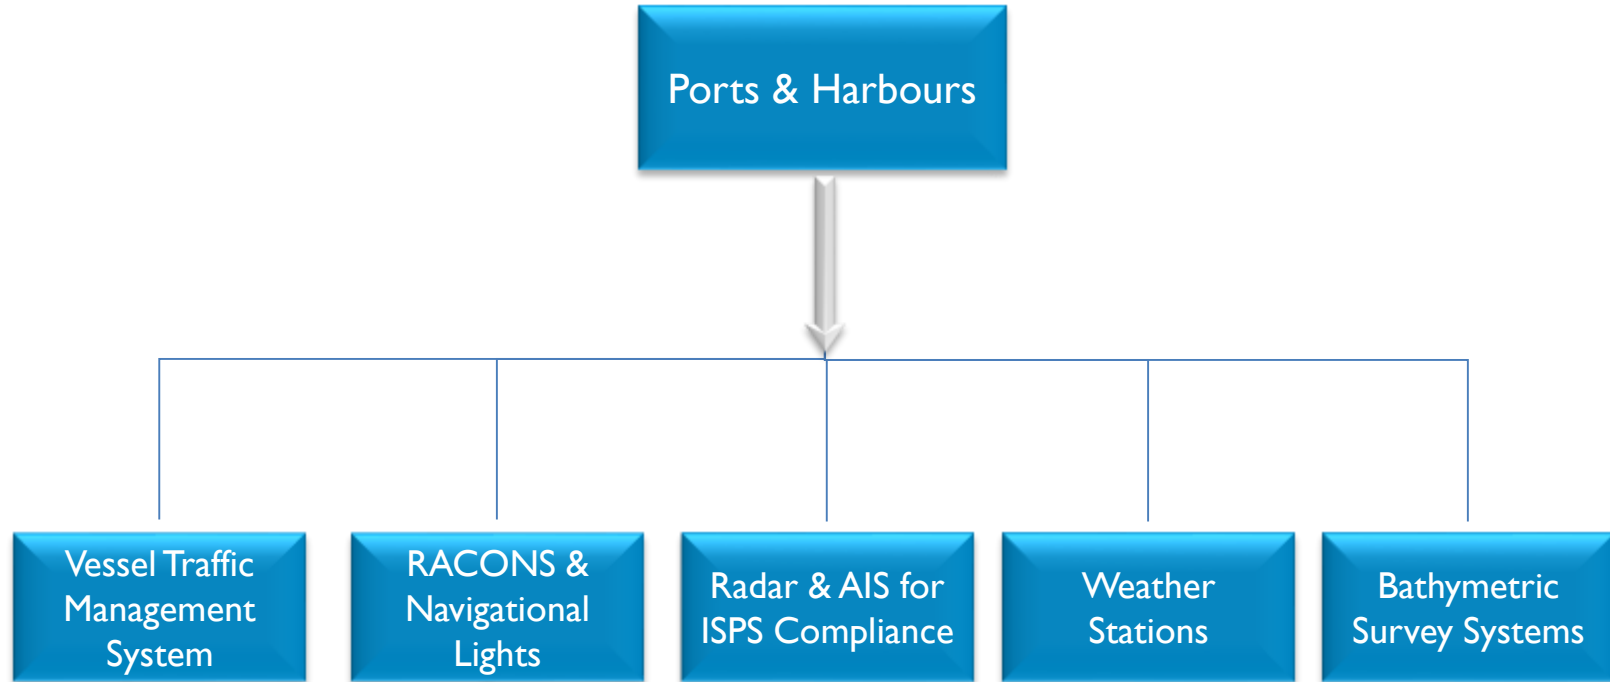 Ports & Harbours
Vessel Traffic
Management
System
RACONS &
Navigational
Lights
Radar & AIS for
ISPS Compliance
Weather
Stations
Bathymetric
Survey Systems